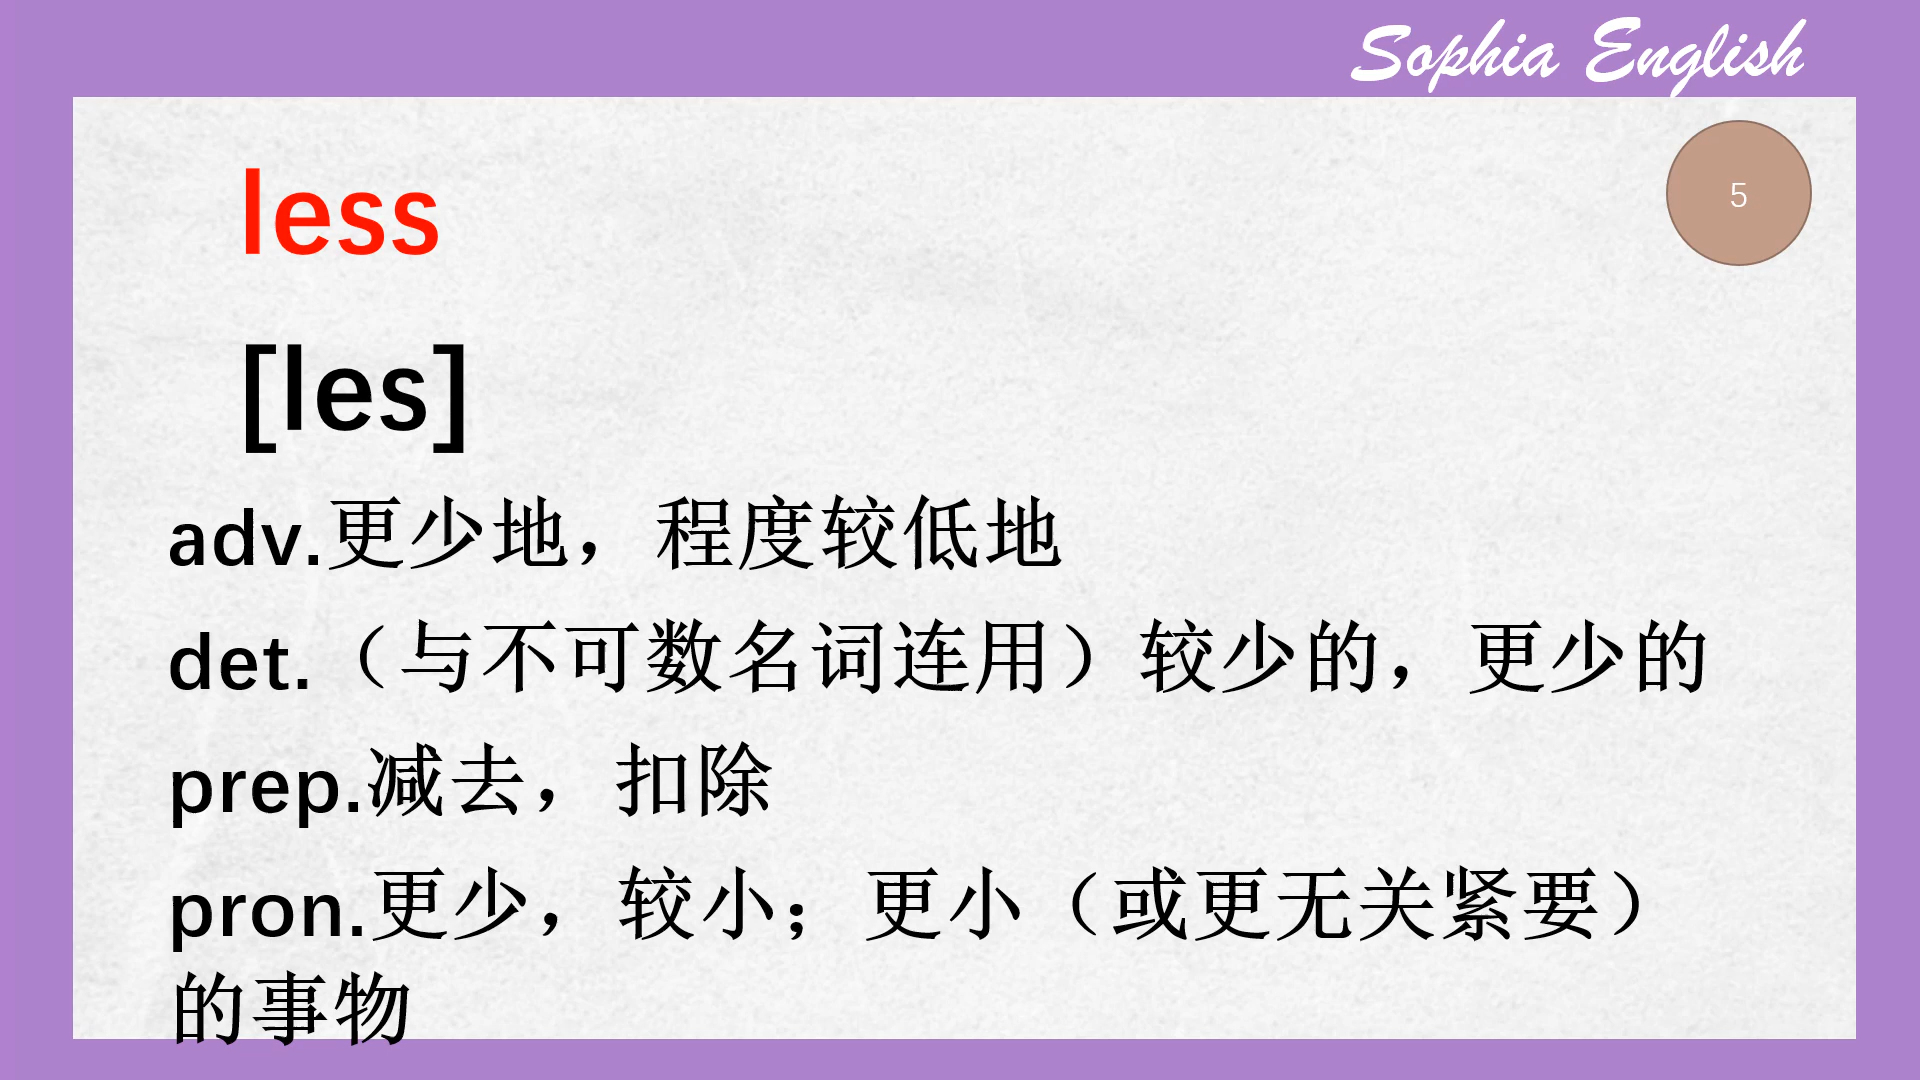 Sophia English
5
less
[les]
adv.更少地，程度较低地
det.（与不可数名词连用）较少的，更少的
prep.减去，扣除
pron.更少，较小；更小（或更无关紧要）
的事物